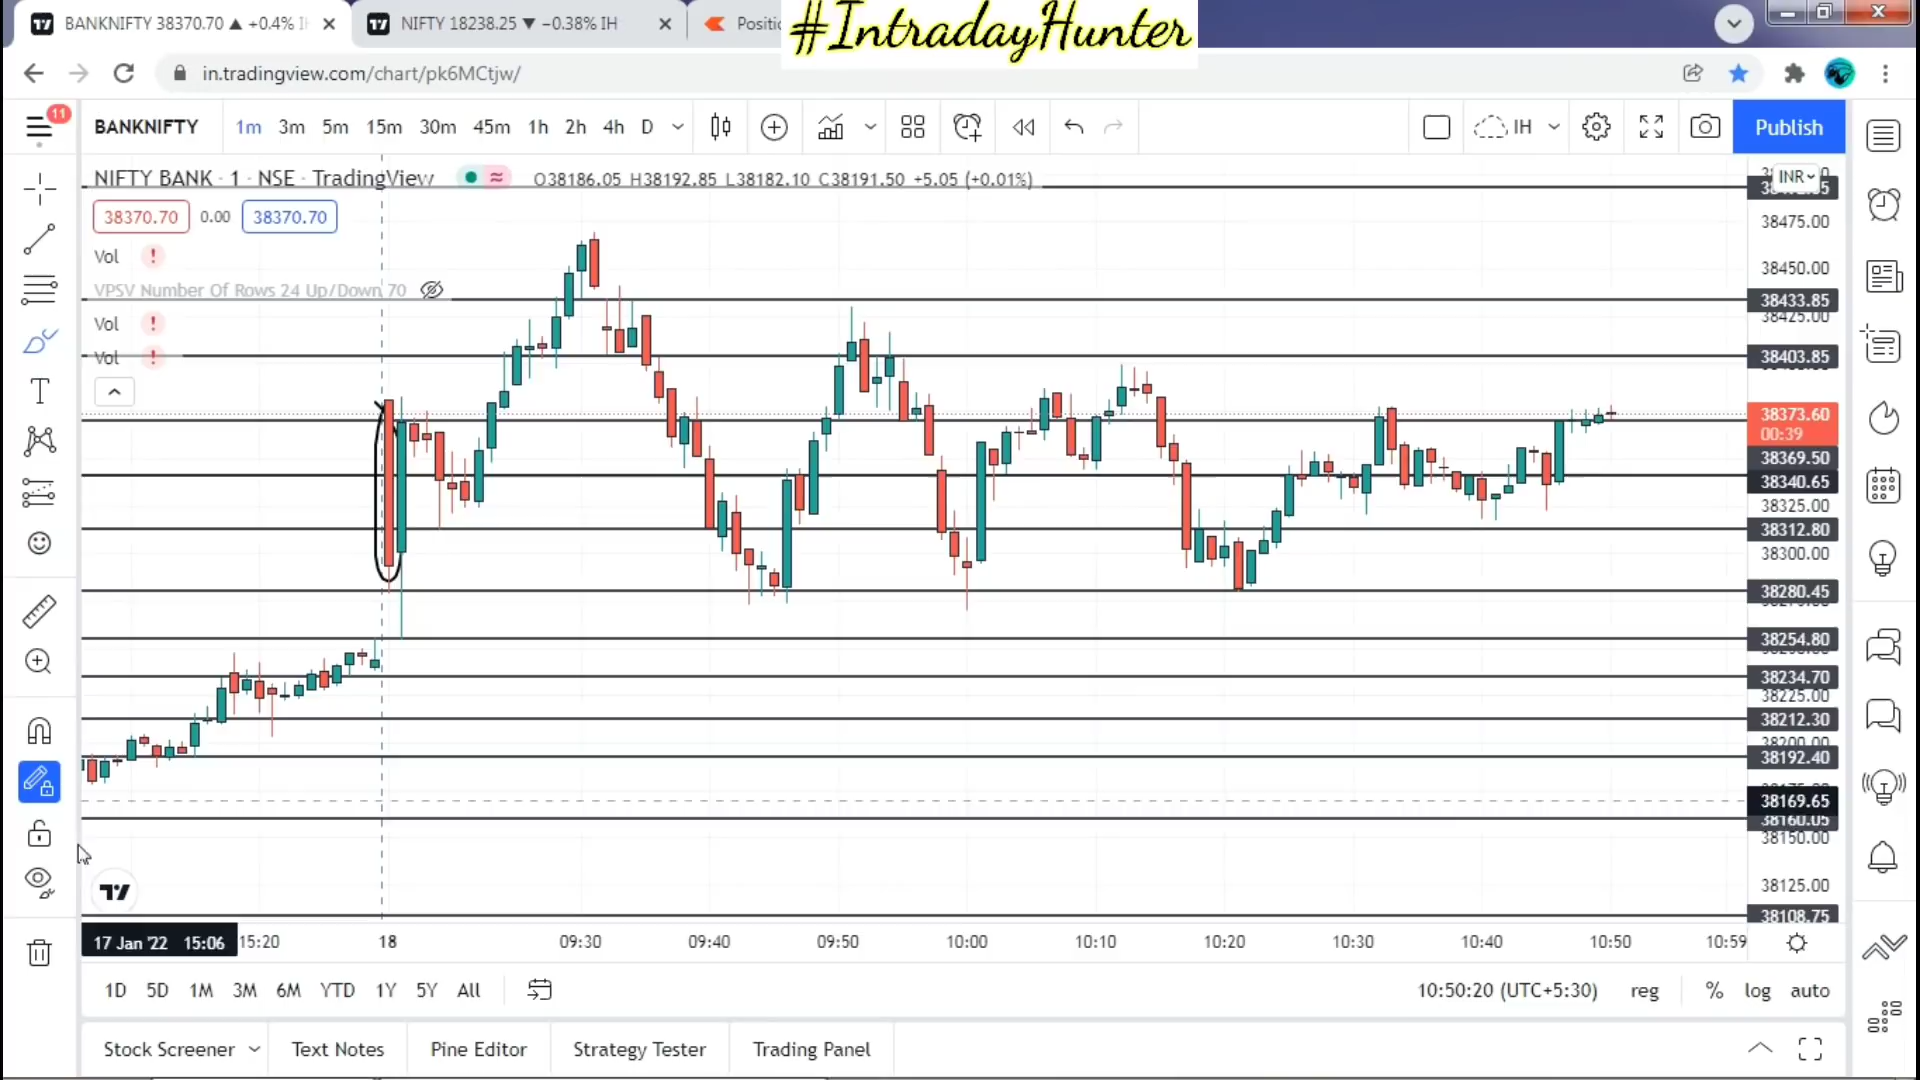 BANKNIFTY 38370.70 ▲ +0.4% IH
NIFTY 18238.25 ▼ −0.38% IH
#IntradayHunter
in.tradingview.com/chart/pk6MCtjw/
11
BANKNIFTY 1m 3m 5m 15m 30m 45m 1h 2h 4h D
IH
Publish
NIFTY BANK · 1 · NSE · TradingView
O38186.05 H38192.85 L38182.10 C38191.50 +5.05 (+0.01%)
INR
38370.70 0.00 38370.70
38475.00
Vol !
38450.00
VPSV Number Of Rows 24 Up/Down 70
38433.85
38425.00
Vol !
38403.85
Vol !
38373.60
00:39
38369.50
38340.65
38325.00
38312.80
38300.00
38280.45
38254.80
38234.70
38225.00
38212.30
38200.00
38192.40
38169.65
38160.05
38150.00
38125.00
38108.75
17 Jan '22 15:06 15:20 18 09:30 09:40 09:50 10:00 10:10 10:20 10:30 10:40 10:50 10:59
1D 5D 1M 3M 6M YTD 1Y 5Y All
10:50:20 (UTC+5:30) reg % log auto
Stock Screener Text Notes Pine Editor Strategy Tester Trading Panel